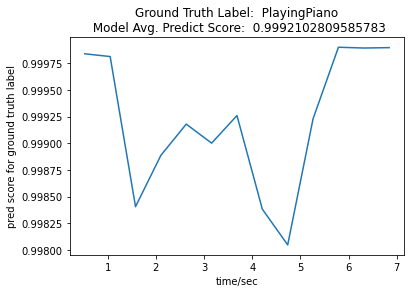 Ground Truth Label:  PlayingPiano
Model Avg. Predict Score:  0.9992102809585783
pred score for ground truth label
0.99975
0.99950
0.99925
0.99900
0.99875
0.99850
0.99825
0.99800
1 2 3 4 5 6 7
time/sec